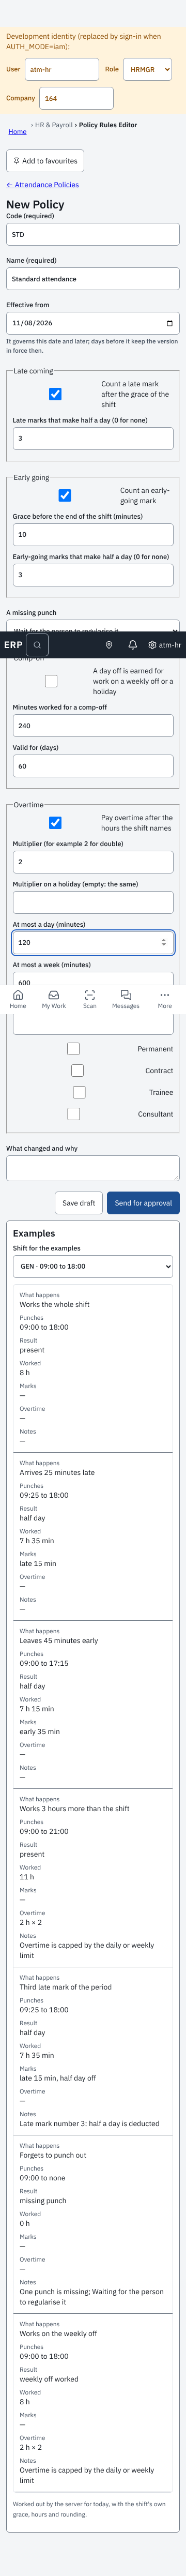 Development identity (replaced by sign-in when
AUTH_MODE=iam):
User atm-hr Role HRMGR
Company 164
Home › HR & Payroll › Policy Rules Editor
Add to favourites
← Attendance Policies
New Policy
Code (required)
STD
Name (required)
Standard attendance
Effective from
11/08/2026
It governs this date and later; days before it keep the version
in force then.
Late coming
Count a late mark
after the grace of the
shift
Late marks that make half a day (0 for none)
3
Early going
Count an early-
going mark
Grace before the end of the shift (minutes)
10
Early-going marks that make half a day (0 for none)
3
A missing punch
Wait for the person to regularise it
ERP atm-hr
Comp-off
A day off is earned for
work on a weekly off or a
holiday
Minutes worked for a comp-off
240
Valid for (days)
60
Overtime
Pay overtime after the
hours the shift names
Multiplier (for example 2 for double)
2
Multiplier on a holiday (empty: the same)
At most a day (minutes)
120
At most a week (minutes)
600
Home My Work Scan Messages More
Permanent
Contract
Trainee
Consultant
What changed and why
Save draft Send for approval
Examples
Shift for the examples
GEN · 09:00 to 18:00
What happens
Works the whole shift
Punches
09:00 to 18:00
Result
present
Worked
8 h
Marks
—
Overtime
—
Notes
—
What happens
Arrives 25 minutes late
Punches
09:25 to 18:00
Result
half day
Worked
7 h 35 min
Marks
late 15 min
Overtime
—
Notes
—
What happens
Leaves 45 minutes early
Punches
09:00 to 17:15
Result
half day
Worked
7 h 15 min
Marks
early 35 min
Overtime
—
Notes
—
What happens
Works 3 hours more than the shift
Punches
09:00 to 21:00
Result
present
Worked
11 h
Marks
—
Overtime
2 h × 2
Notes
Overtime is capped by the daily or weekly
limit
What happens
Third late mark of the period
Punches
09:25 to 18:00
Result
half day
Worked
7 h 35 min
Marks
late 15 min, half day off
Overtime
—
Notes
Late mark number 3: half a day is deducted
What happens
Forgets to punch out
Punches
09:00 to none
Result
missing punch
Worked
0 h
Marks
—
Overtime
—
Notes
One punch is missing; Waiting for the person
to regularise it
What happens
Works on the weekly off
Punches
09:00 to 18:00
Result
weekly off worked
Worked
8 h
Marks
—
Overtime
2 h × 2
Notes
Overtime is capped by the daily or weekly
limit
Worked out by the server for today, with the shift's own
grace, hours and rounding.